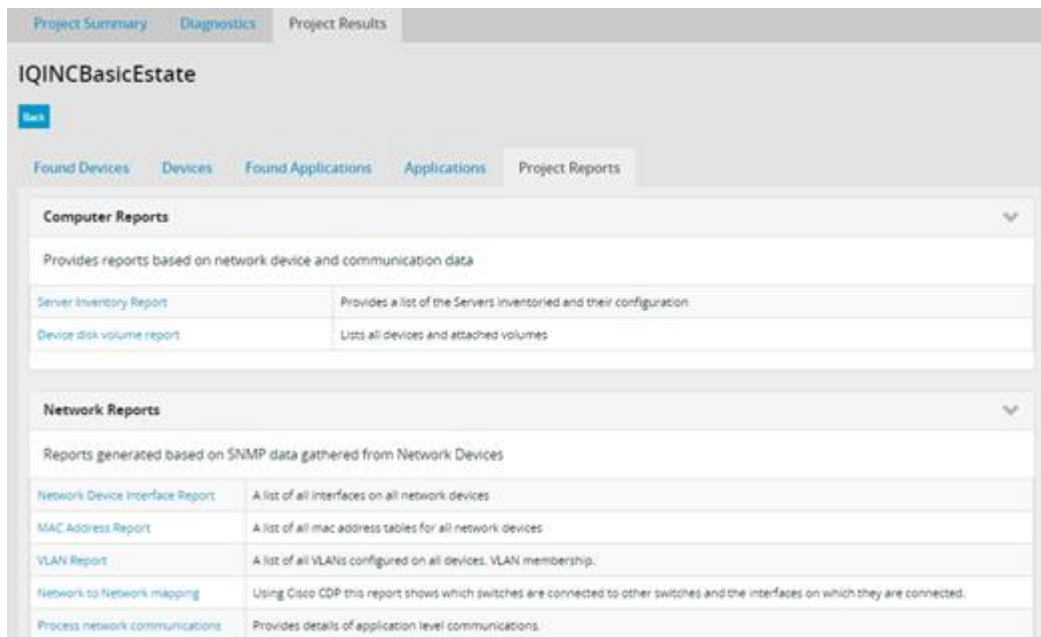 Project Summary Diagnostics Project Results
IQINCBasicEstate
Back
Found Devices Devices Found Applications Applications Project Reports
Computer Reports
Provides reports based on network device and communication data
Server Inventory Report Provides a list of the Servers inventoried and their configuration
Device disk volume report Lists all devices and attached volumes
Network Reports
Reports generated based on SNMP data gathered from Network Devices
Network Device Interface Report A list of all interfaces on all network devices
MAC Address Report A list of all mac address tables for all network devices
VLAN Report A list of all VLANs configured on all devices. VLAN membership.
Network to Network mapping Using Cisco CDP this report shows which switches are connected to other switches and the interfaces on which they are connected.
Process network communications Provides details of application level communications.